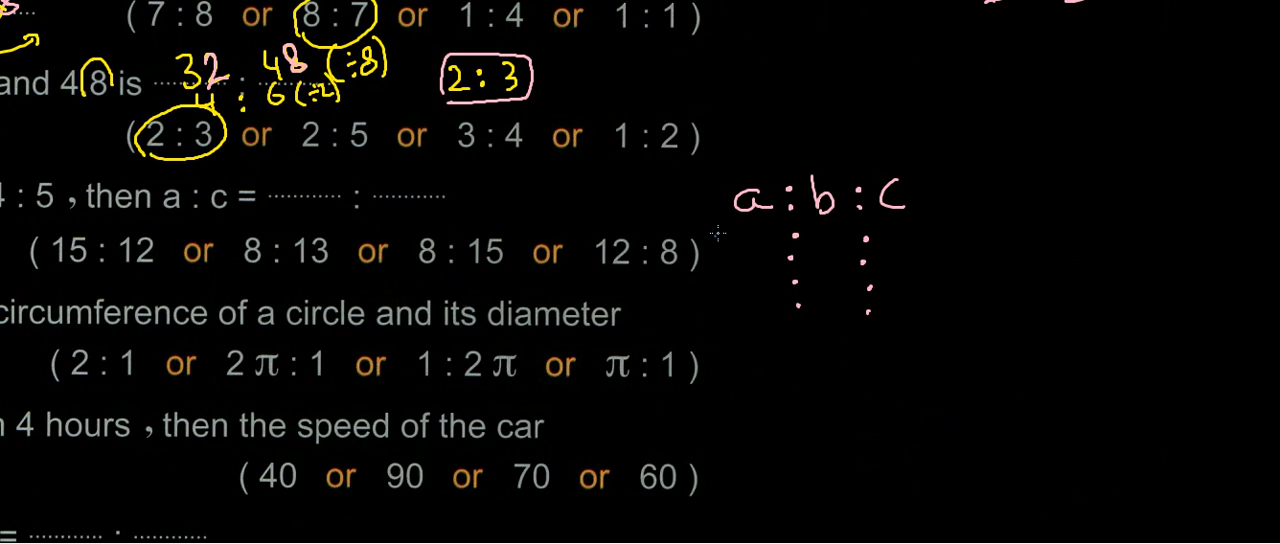 ( 7 : 8 or 8 : 7 or 1 : 4 or 1 : 1 )
and 48 is 32 : 48 (÷8) 2 : 3
4 : 6 (÷2)
( 2 : 3 or 2 : 5 or 3 : 4 or 1 : 2 )
: 5 , then a : c = ............ : ............ a : b : c
( 15 : 12 or 8 : 13 or 8 : 15 or 12 : 8 )
circumference of a circle and its diameter
( 2 : 1 or 2 π : 1 or 1 : 2 π or π : 1 )
4 hours , then the speed of the car
( 40 or 90 or 70 or 60 )
= ............ : ............